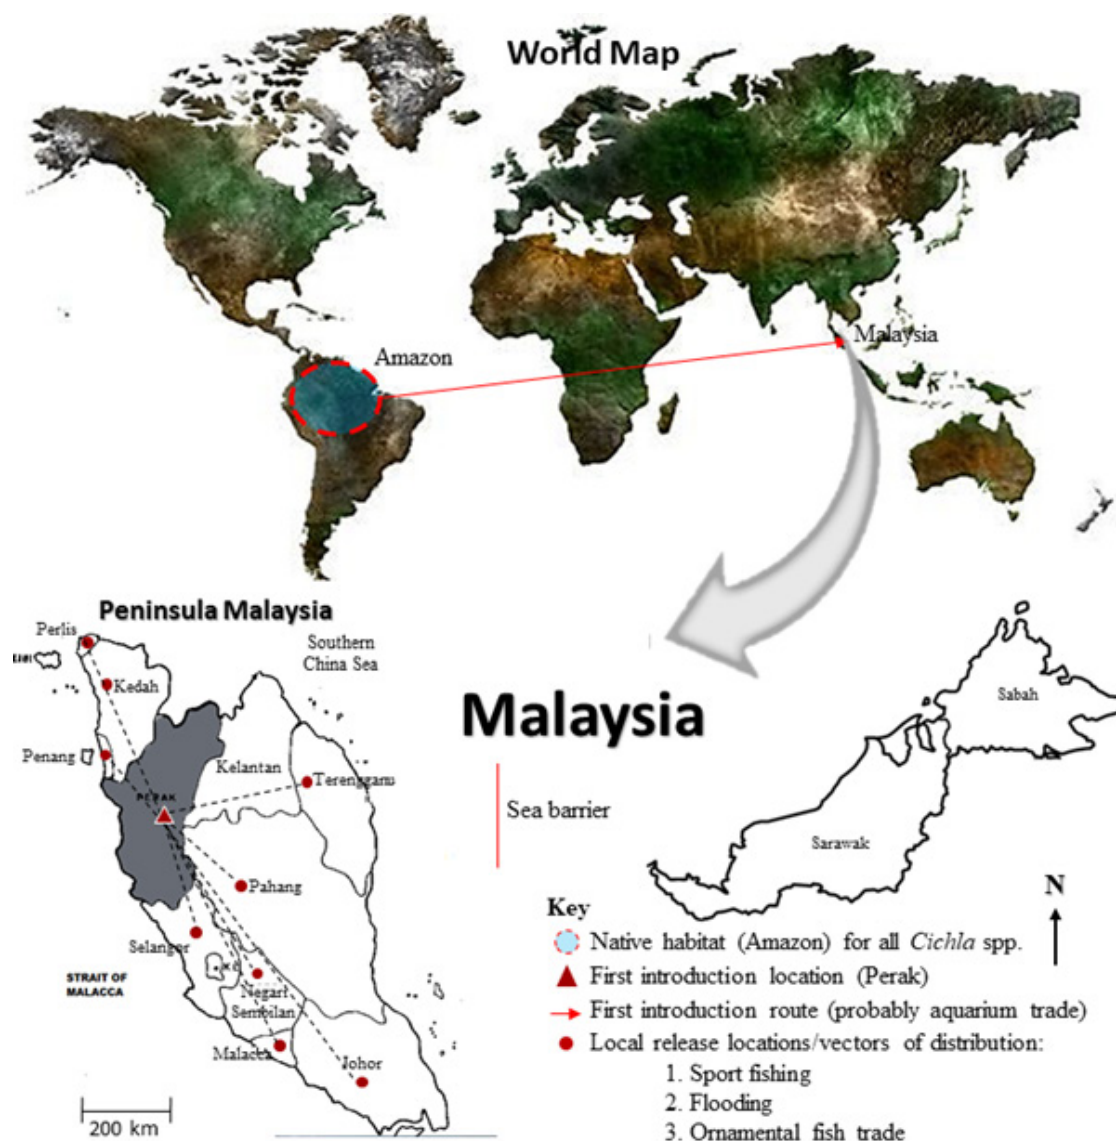 World Map
Amazon
Malaysia
Peninsula Malaysia
Perlis
Southern
China Sea
Kedah
Penang
Kelantan
Terengganu
PERAK
Pahang
Selangor
KL
STRAIT OF
MALACCA
Negari
Sembilan
Malacca
Johor
200 km
Malaysia
Sea barrier
Sabah
Sarawak
N
Key
Native habitat (Amazon) for all Cichla spp.
First introduction location (Perak)
First introduction route (probably aquarium trade)
Local release locations/vectors of distribution:
1. Sport fishing
2. Flooding
3. Ornamental fish trade